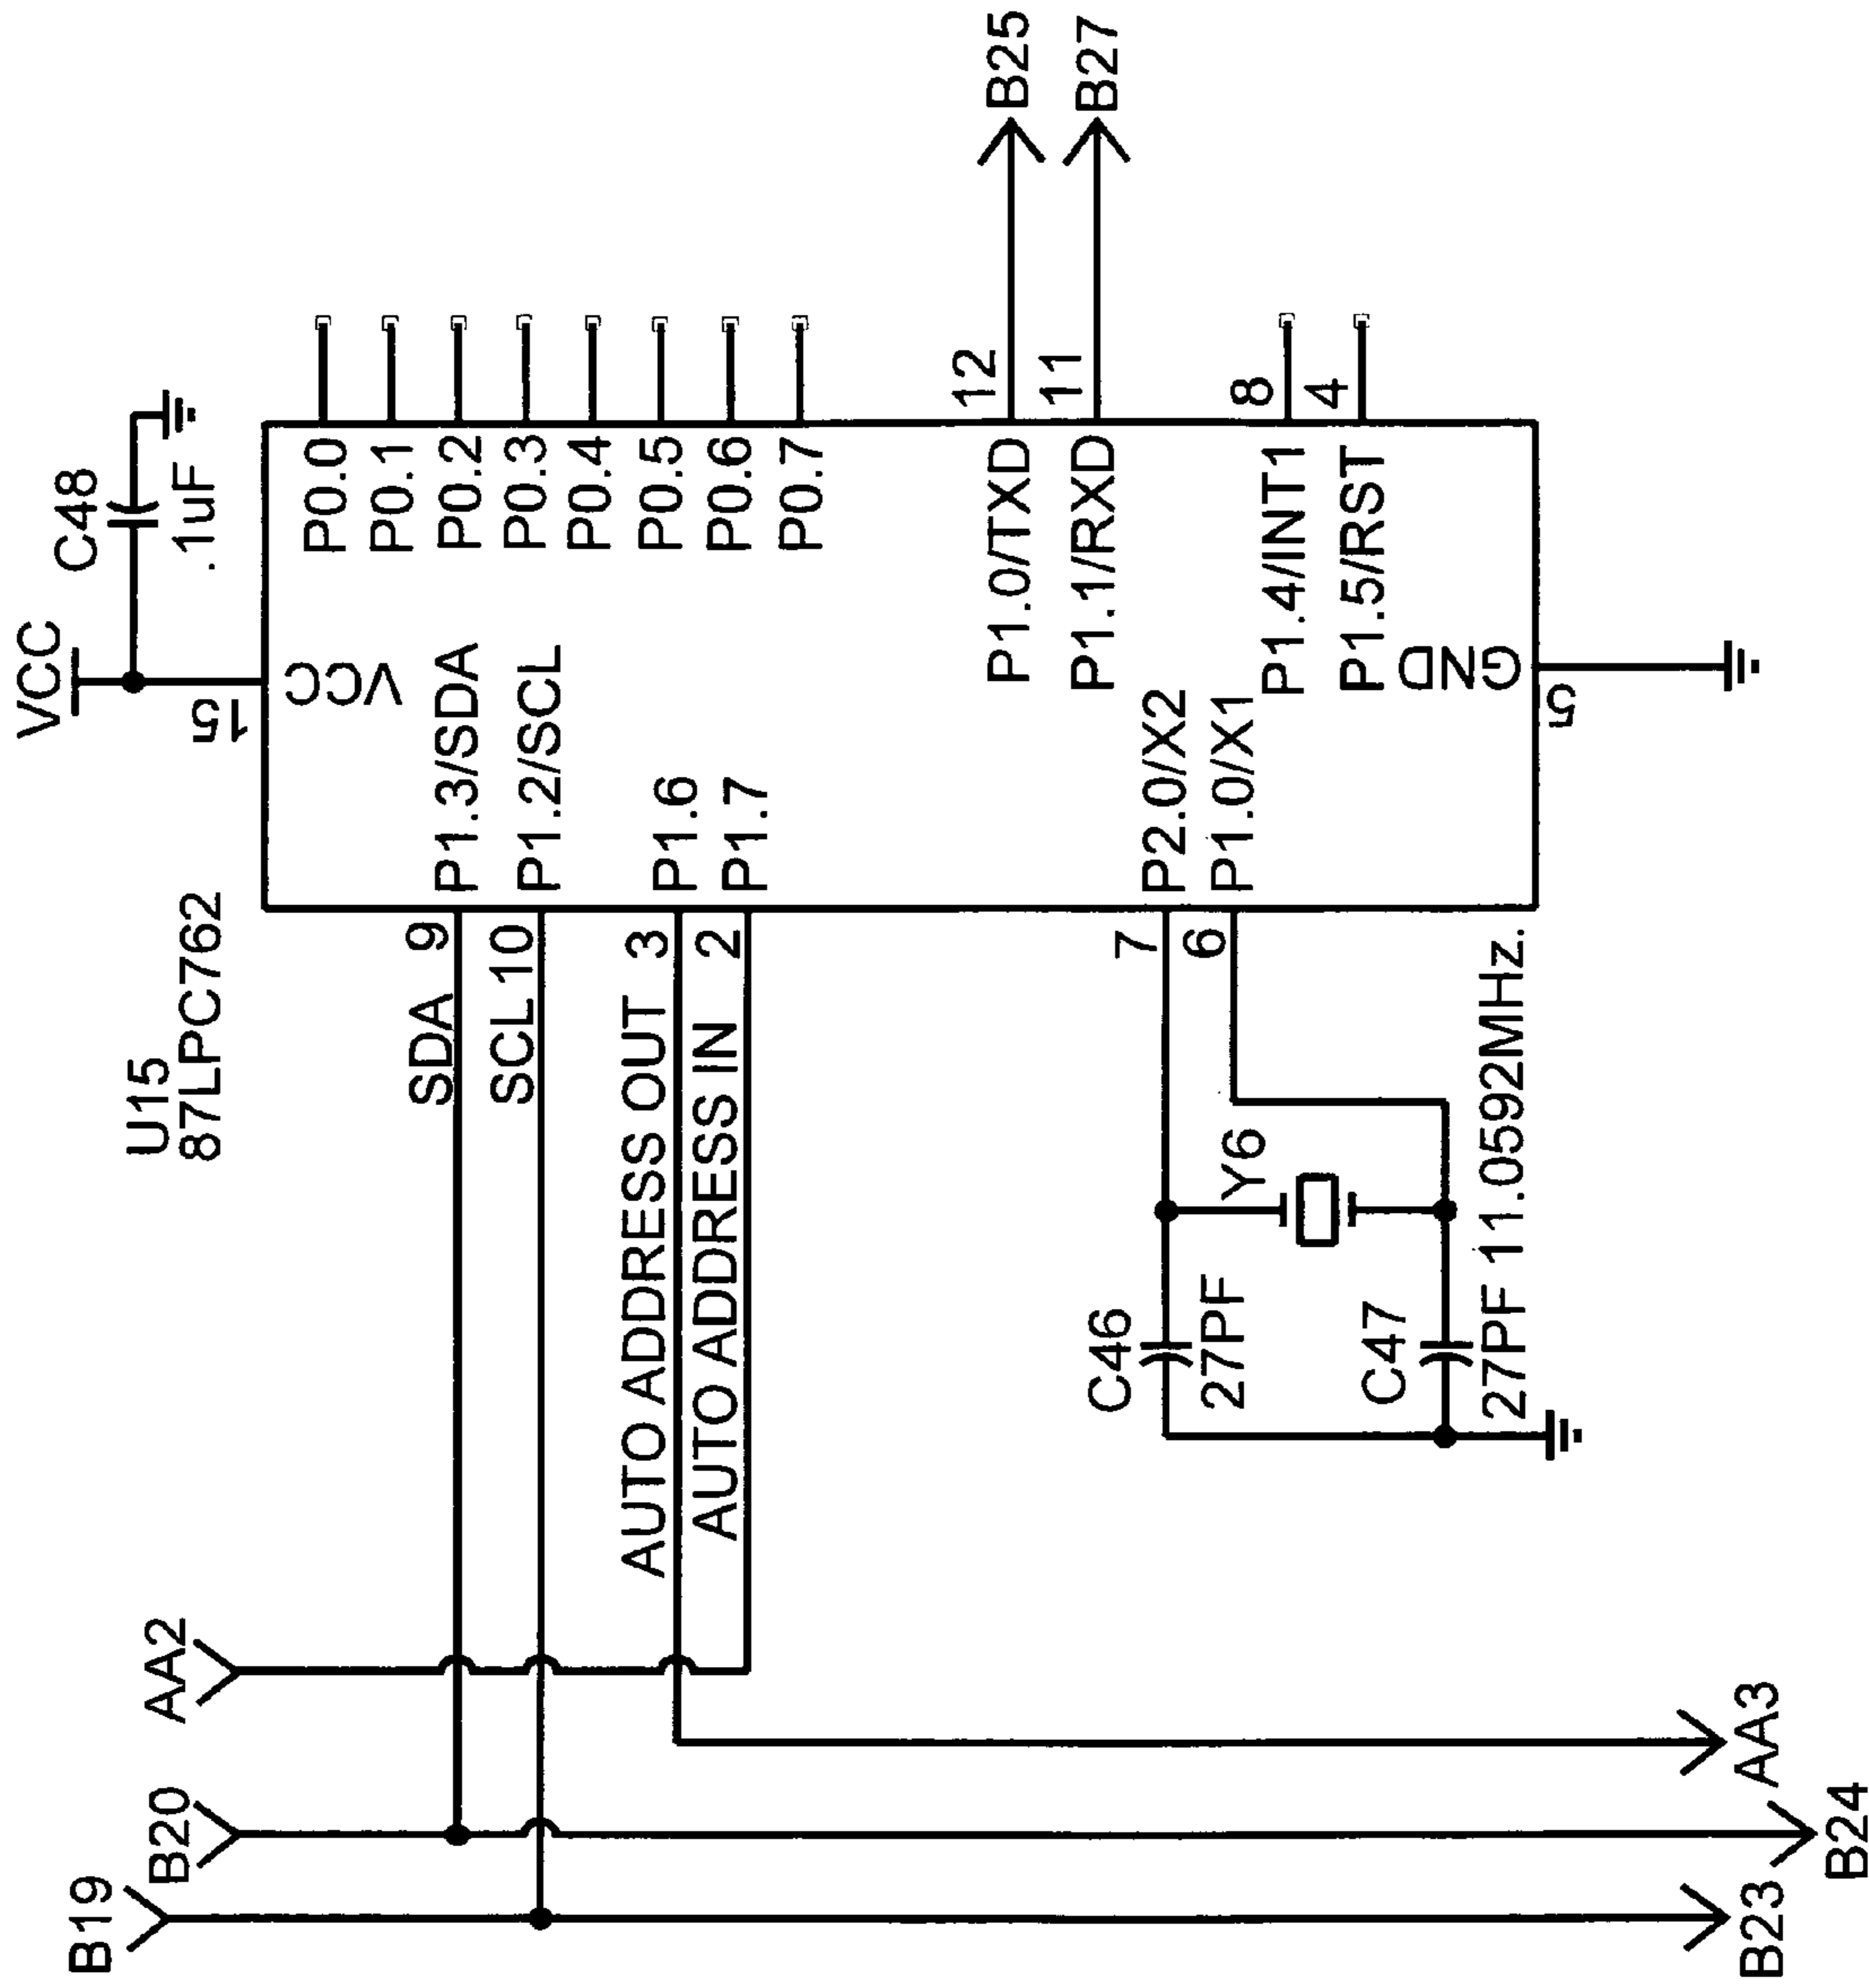 VCC
C48
.1uF
15
VCC
U15
87LPC762
P0.0
P0.1
P0.2
P0.3
P0.4
P0.5
P0.6
P0.7
SDA 9 P1.3/SDA
SCL10 P1.2/SCL
AUTO ADDRESS OUT 3 P1.6
AUTO ADDRESS IN 2 P1.7
P1.0/TXD 12 B25
P1.1/RXD 11 B27
7 P2.0/X2
6 P1.0/X1
P1.4/INT1 8
P1.5/RST 4
GND
5
C46
27PF
Y6
C47
27PF 11.0592MHz.
B19
B20
AA2
AA3
B23
B24